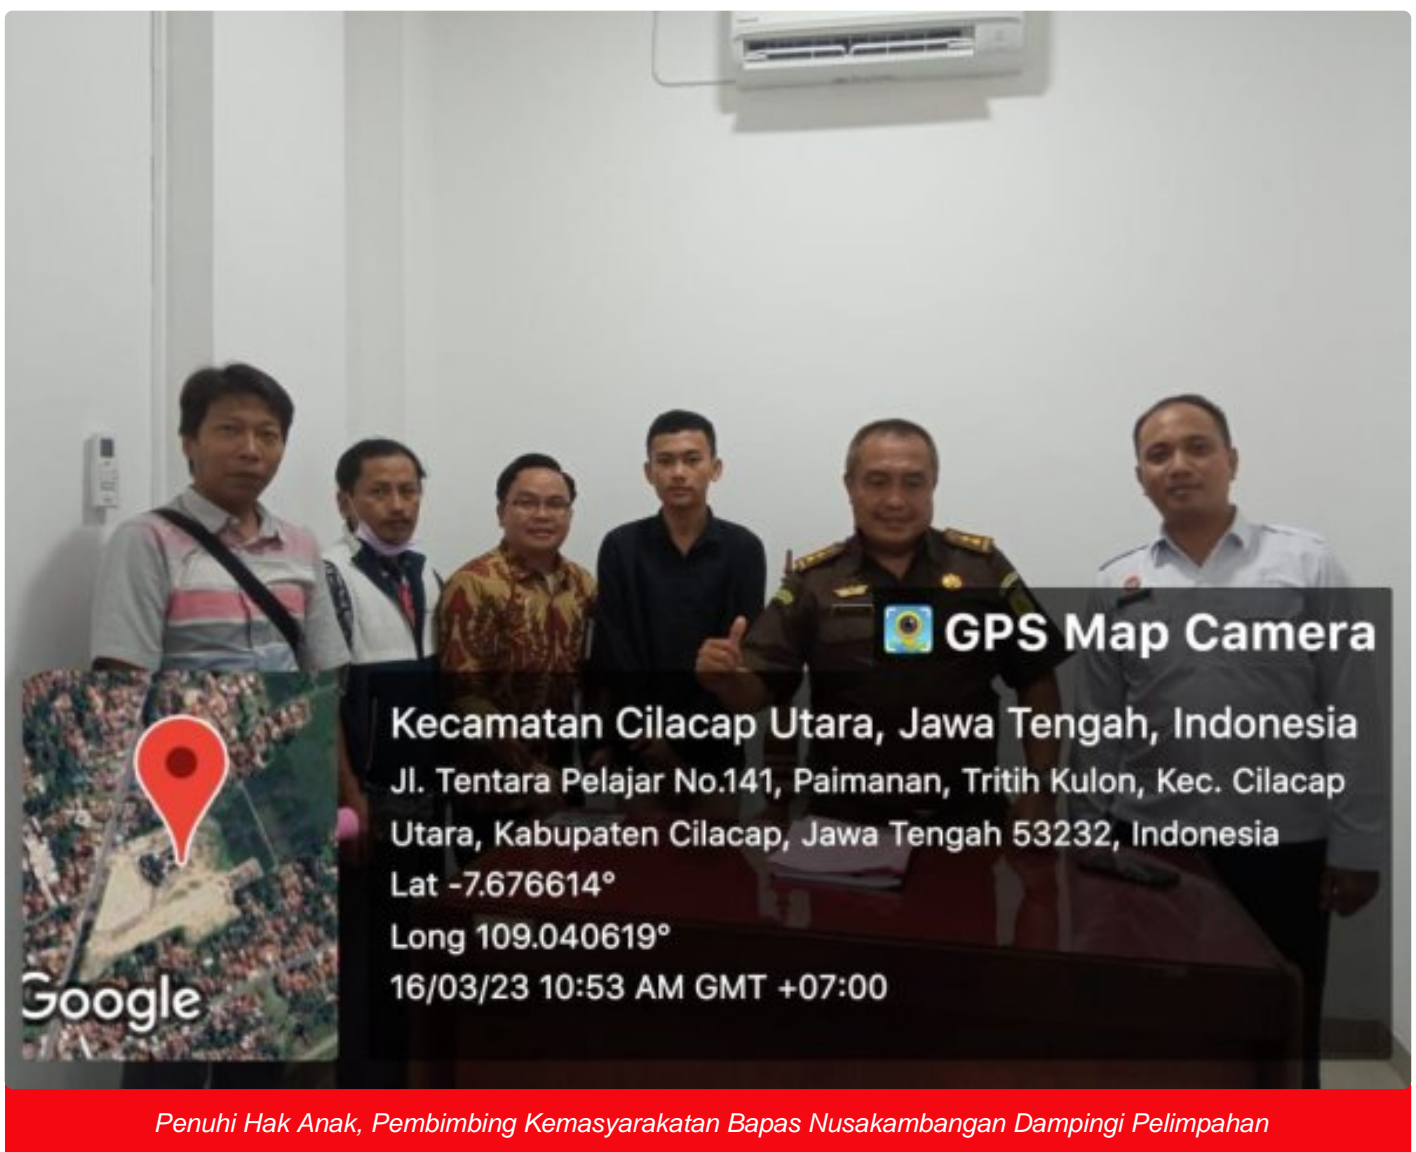 GPS Map Camera
Kecamatan Cilacap Utara, Jawa Tengah, Indonesia
Jl. Tentara Pelajar No.141, Paimanan, Tritih Kulon, Kec. Cilacap
Utara, Kabupaten Cilacap, Jawa Tengah 53232, Indonesia
Lat -7.676614°
Long 109.040619°
16/03/23 10:53 AM GMT +07:00
Google
Penuhi Hak Anak, Pembimbing Kemasyarakatan Bapas Nusakambangan Dampingi Pelimpahan